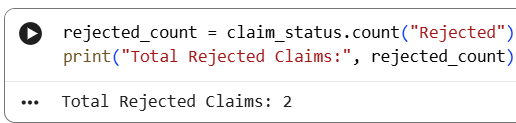 rejected_count = claim_status.count("Rejected")
print("Total Rejected Claims:", rejected_count)
Total Rejected Claims: 2